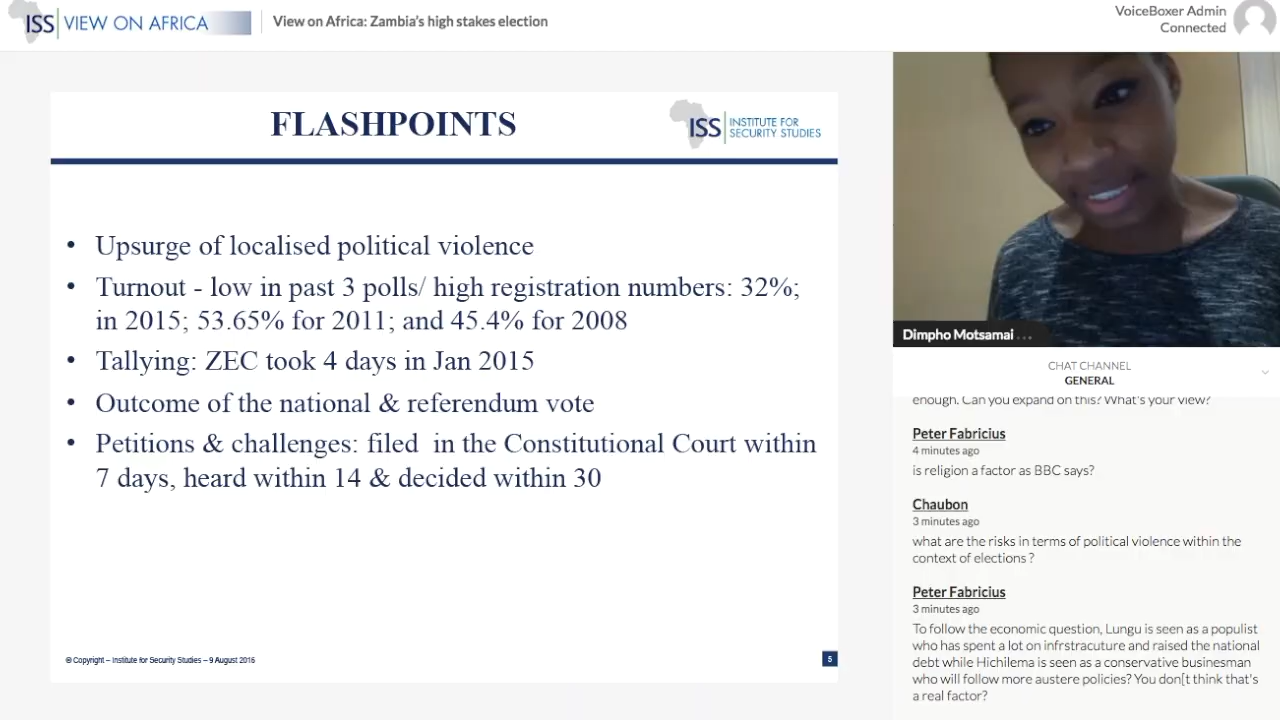 ISS VIEW ON AFRICA
View on Africa: Zambia's high stakes election
VoiceBoxer Admin
Connected
FLASHPOINTS
ISS INSTITUTE FOR
SECURITY STUDIES
• Upsurge of localised political violence
• Turnout - low in past 3 polls/ high registration numbers: 32%;
in 2015; 53.65% for 2011; and 45.4% for 2008
• Tallying: ZEC took 4 days in Jan 2015
• Outcome of the national & referendum vote
• Petitions & challenges: filed in the Constitutional Court within
7 days, heard within 14 & decided within 30
© Copyright – Institute for Security Studies – 9 August 2016
5
Dimpho Motsamai ...
CHAT CHANNEL
GENERAL
enough. Can you expand on this? What's your view?
Peter Fabricius
4 minutes ago
is religion a factor as BBC says?
Chaubon
3 minutes ago
what are the risks in terms of political violence within the
context of elections ?
Peter Fabricius
3 minutes ago
To follow the economic question, Lungu is seen as a populist
who has spent a lot on infrstracuture and raised the national
debt while Hichilema is seen as a conservative businesman
who will follow more austere policies? You don[t think that's
a real factor?